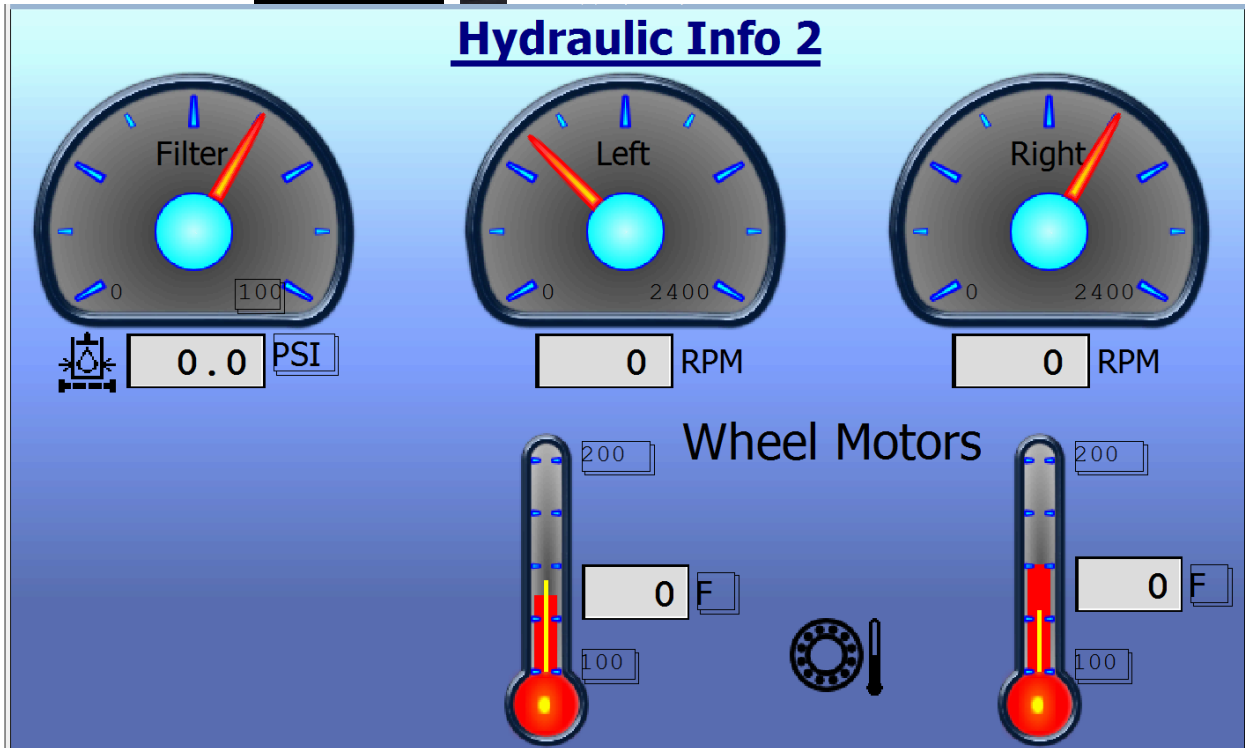 Hydraulic Info 2
Filter
0 100
0.0 PSI
Left
0 2400
0 RPM
Right
0 2400
0 RPM
Wheel Motors
200
0 F
100
200
0 F
100